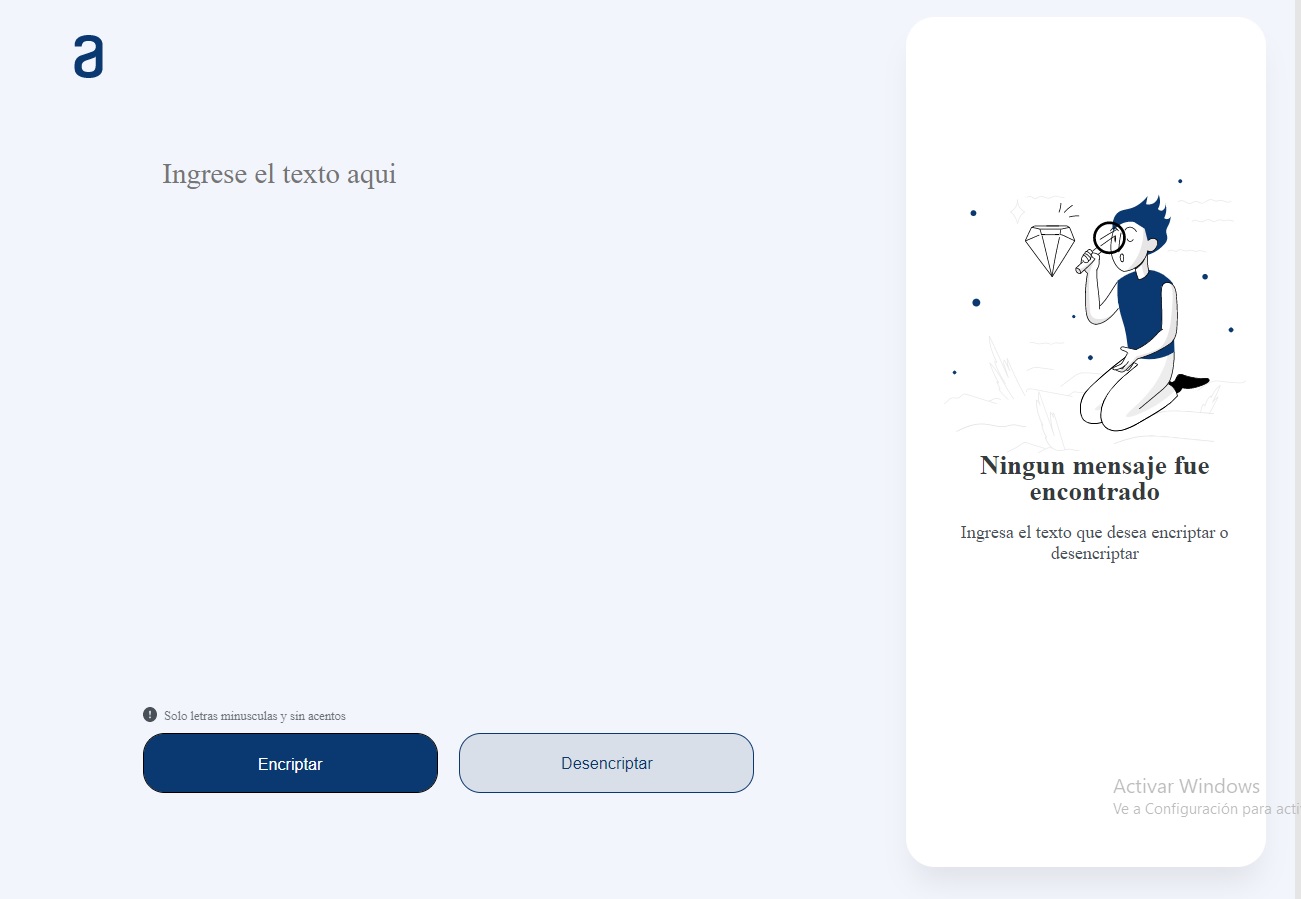 a
Ingrese el texto aqui
Ningun mensaje fue
encontrado
Ingresa el texto que desea encriptar o
desencriptar
! Solo letras minusculas y sin acentos
Encriptar
Desencriptar
Activar Windows
Ve a Configuración para acti